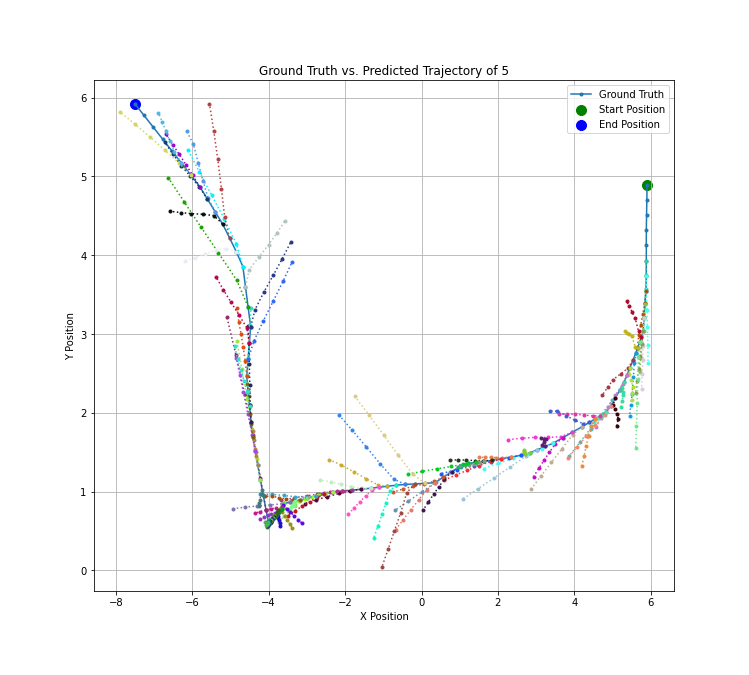 Ground Truth vs. Predicted Trajectory of 5
Ground Truth
Start Position
End Position
Y Position
6
5
4
3
2
1
0
−8
−6
−4
−2
0
2
4
6
X Position